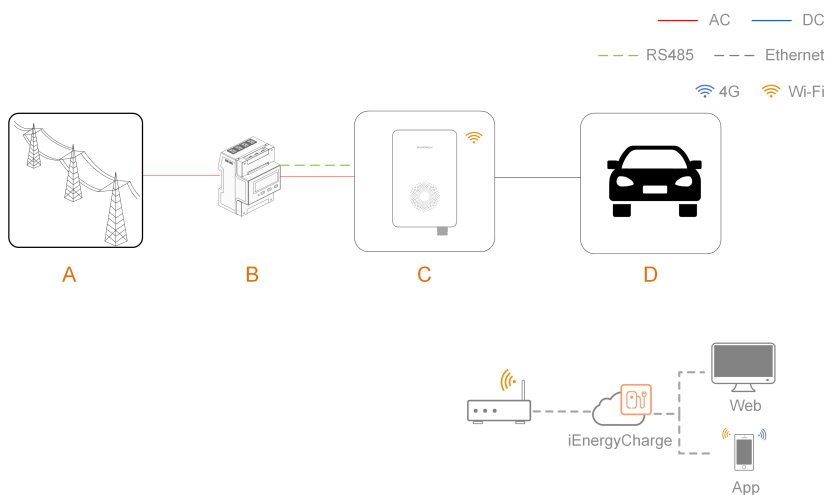 AC DC
RS485 Ethernet
4G Wi-Fi
A B C D
iEnergyCharge
Web
App